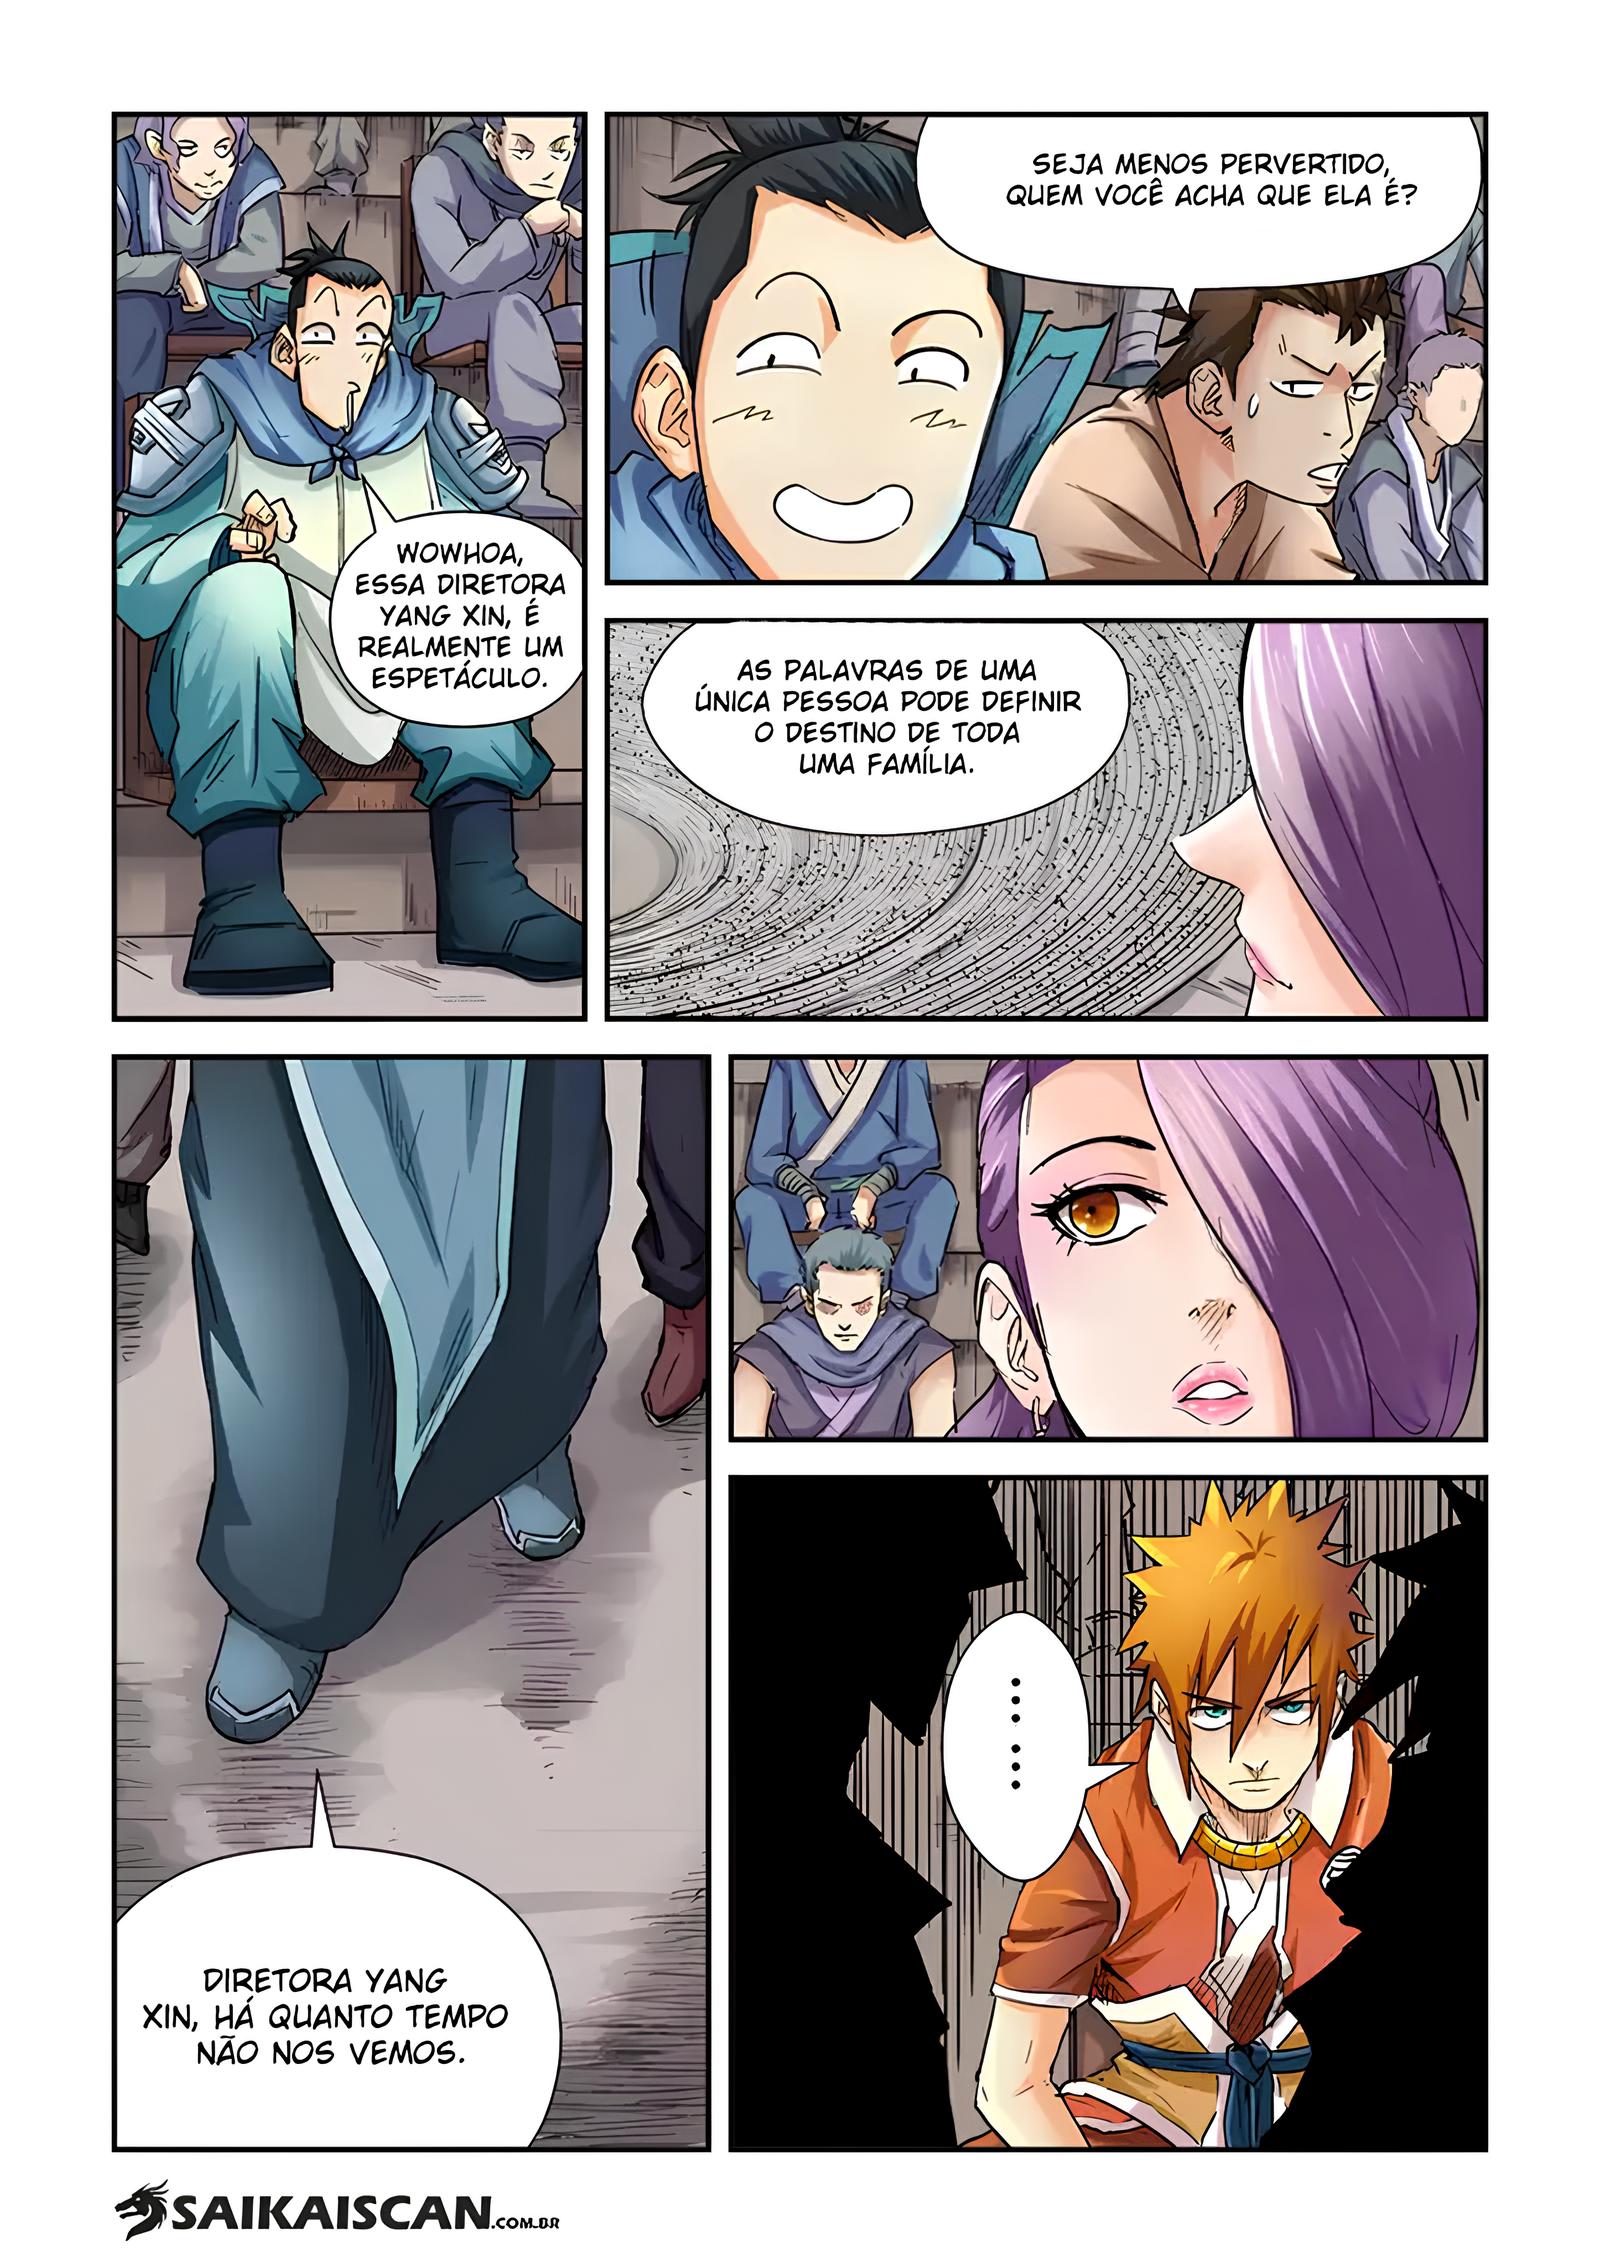 WOWHOA,
ESSA DIRETORA
YANG XIN, É
REALMENTE UM
ESPETÁCULO.
SEJA MENOS PERVERTIDO,
QUEM VOCÊ ACHA QUE ELA É?
AS PALAVRAS DE UMA
ÚNICA PESSOA PODE DEFINIR
O DESTINO DE TODA
UMA FAMÍLIA.
DIRETORA YANG
XIN, HÁ QUANTO TEMPO
NÃO NOS VEMOS.
......
SAIKAISCAN.COM.BR